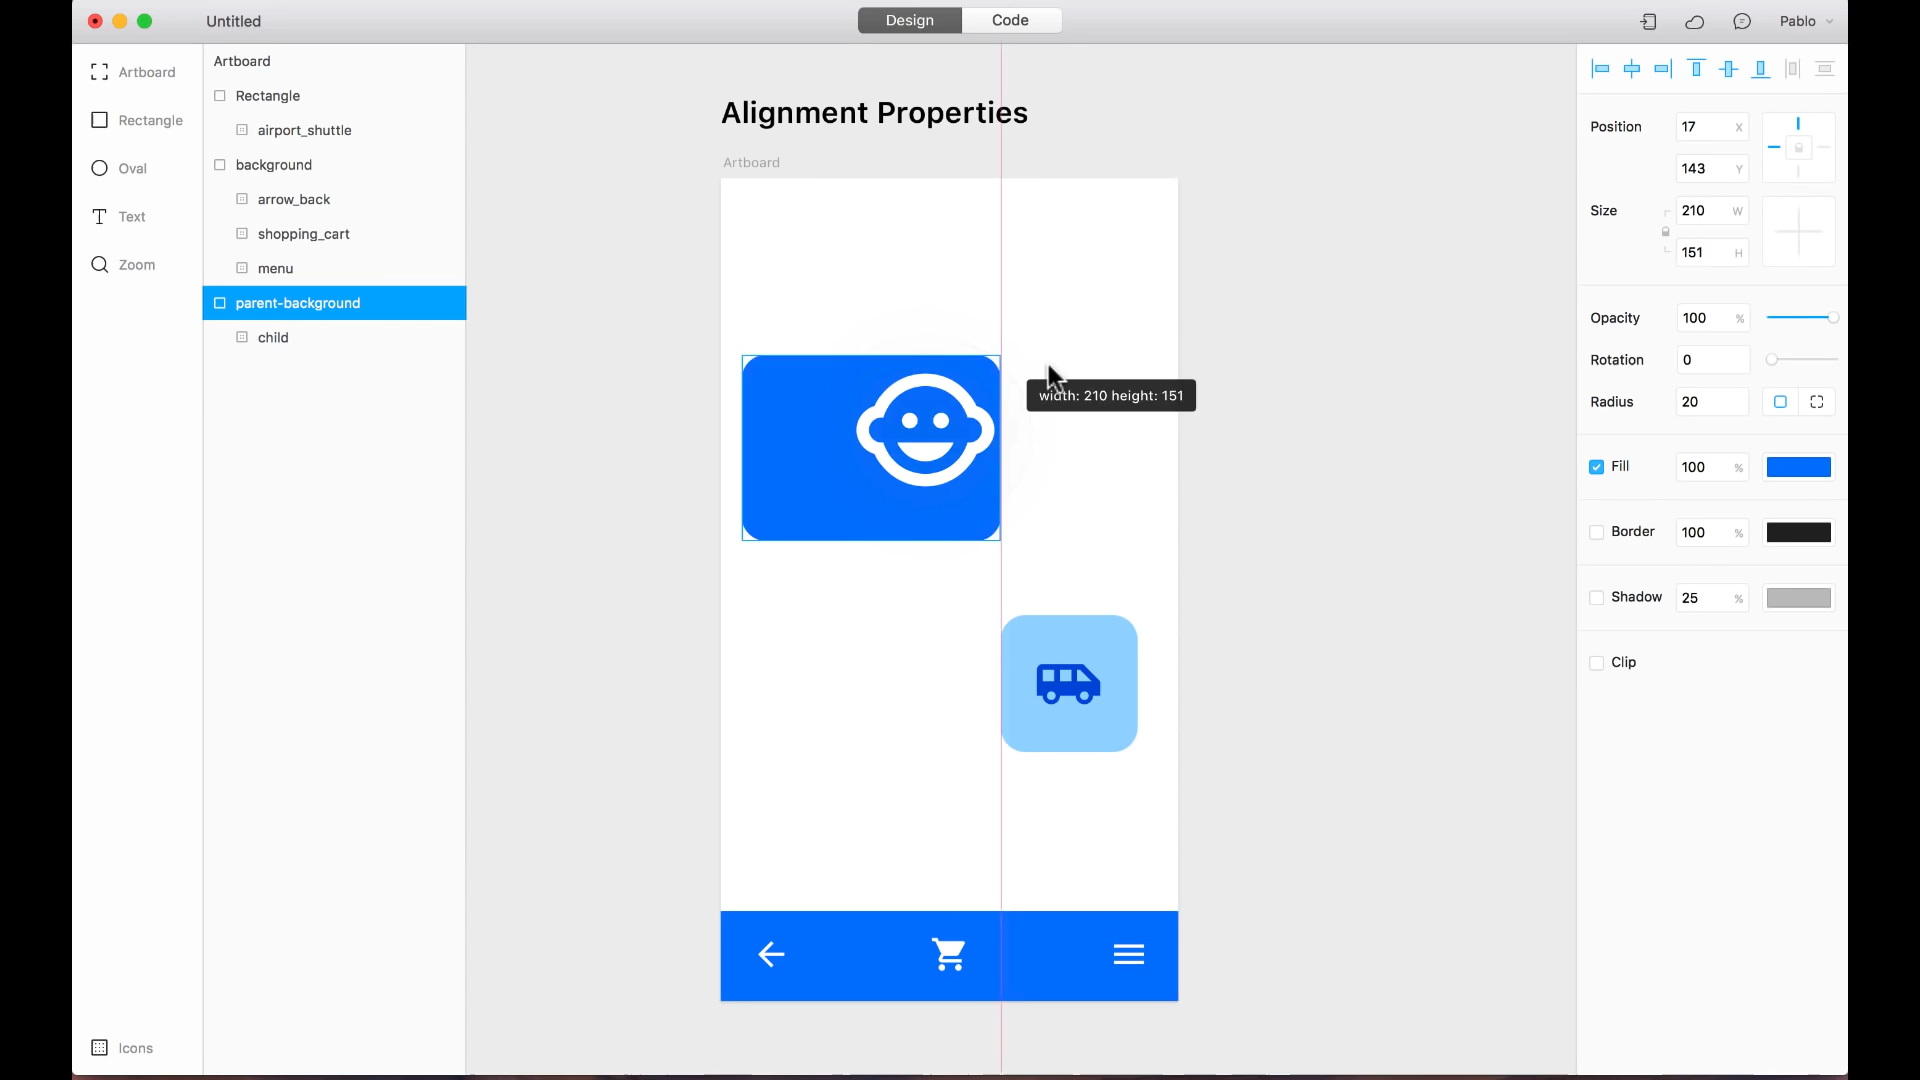 Untitled
Design
Code
Pablo
Artboard
Rectangle
Oval
Text
Zoom
Icons
Artboard
Rectangle
airport_shuttle
background
arrow_back
shopping_cart
menu
parent-background
child
Alignment Properties
Artboard
width: 210 height: 151
Position 17 X
143 Y
Size 210 W
151 H
Opacity 100 %
Rotation 0
Radius 20
Fill 100 %
Border 100 %
Shadow 25 %
Clip